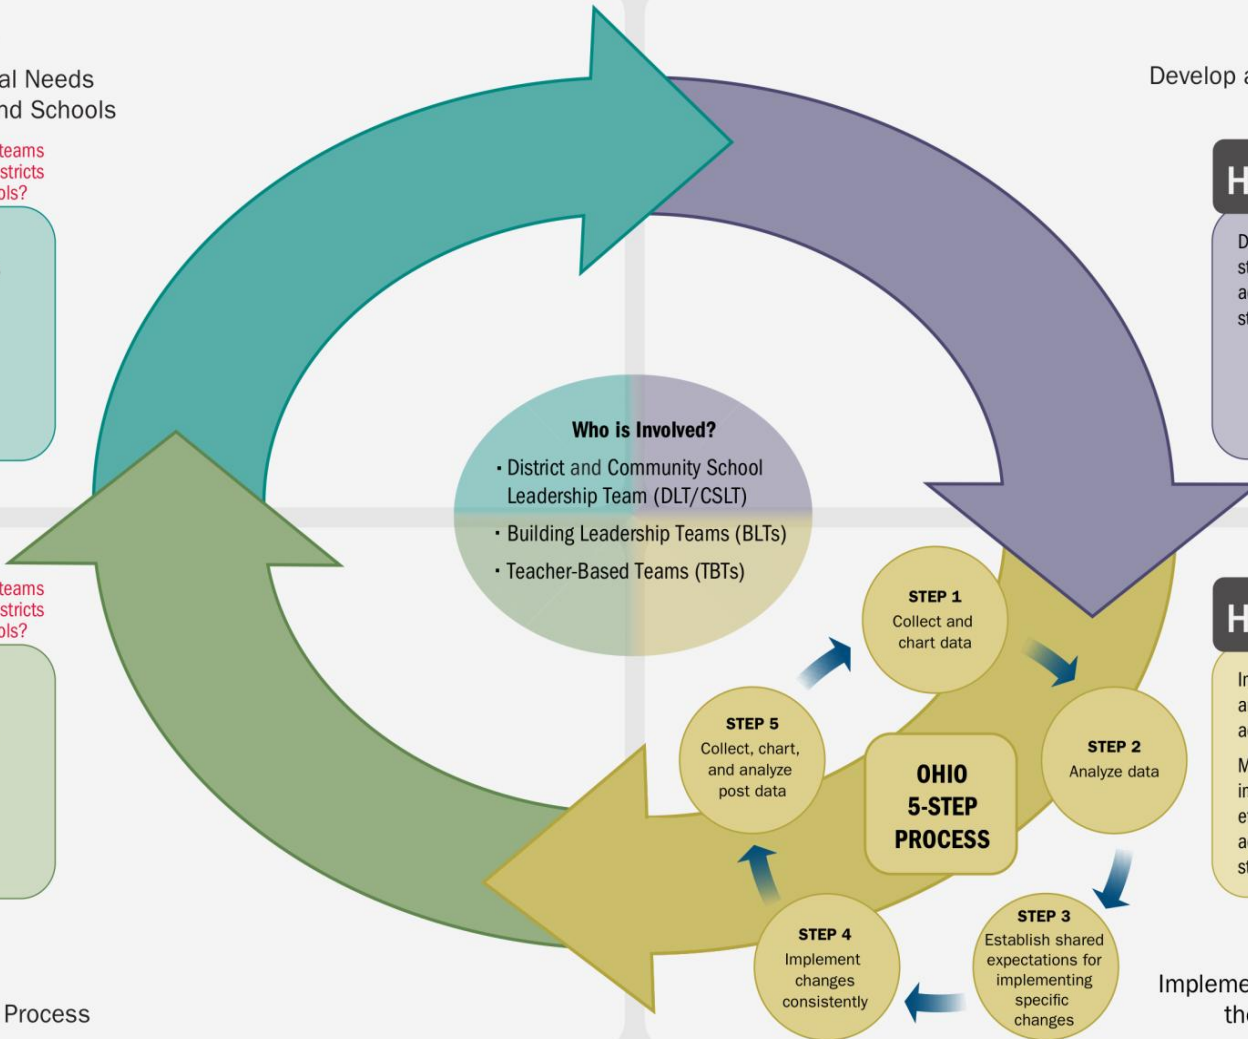 al Needs
nd Schools
teams
stricts
ols?
Develop a
H
D
st
a
st
Who is Involved?
· District and Community School
Leadership Team (DLT/CSLT)
· Building Leadership Teams (BLTs)
· Teacher-Based Teams (TBTs)
teams
stricts
ols?
Process
STEP 1
Collect and
chart data
STEP 2
Analyze data
STEP 3
Establish shared
expectations for
implementing
specific
changes
STEP 4
Implement
changes
consistently
STEP 5
Collect, chart,
and analyze
post data
OHIO
5-STEP
PROCESS
H
In
a
a
M
in
ef
a
st
Impleme
the